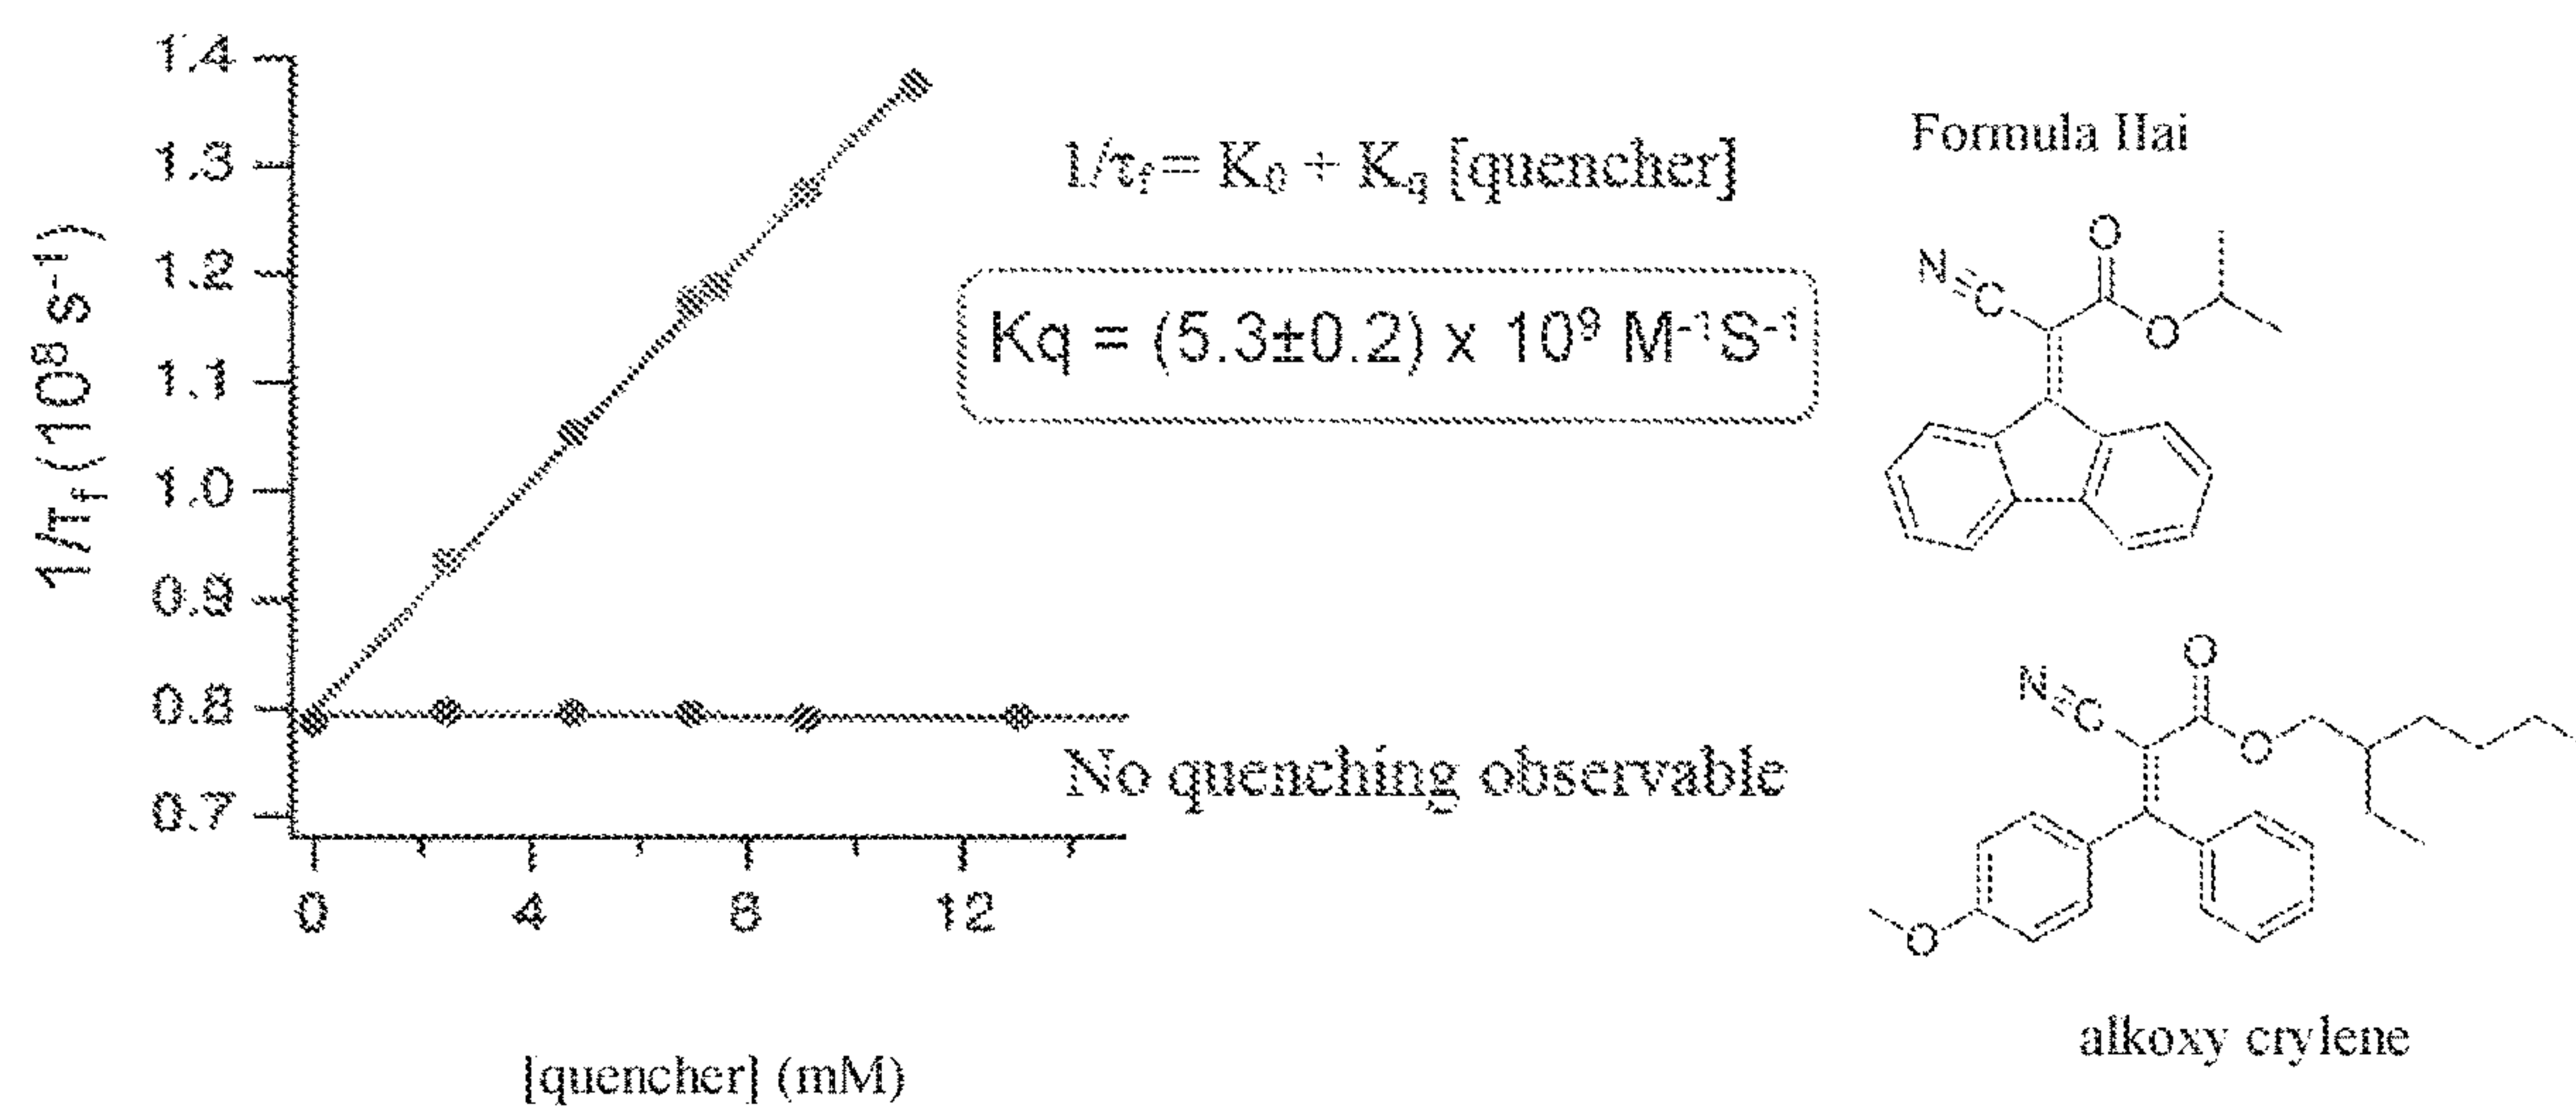 1.4
1.3
1.2
1.1
1.0
0.9
0.8
0.7
1/τf (10⁸ s⁻¹)
0 4 8 12
[quencher] (mM)
1/τf = K₀ + Kq [quencher]
Kq = (5.3±0.2) x 10⁹ M⁻¹S⁻¹
No quenching observable
Formula IIai
N C O O
N C O O
O
alkoxy crylene